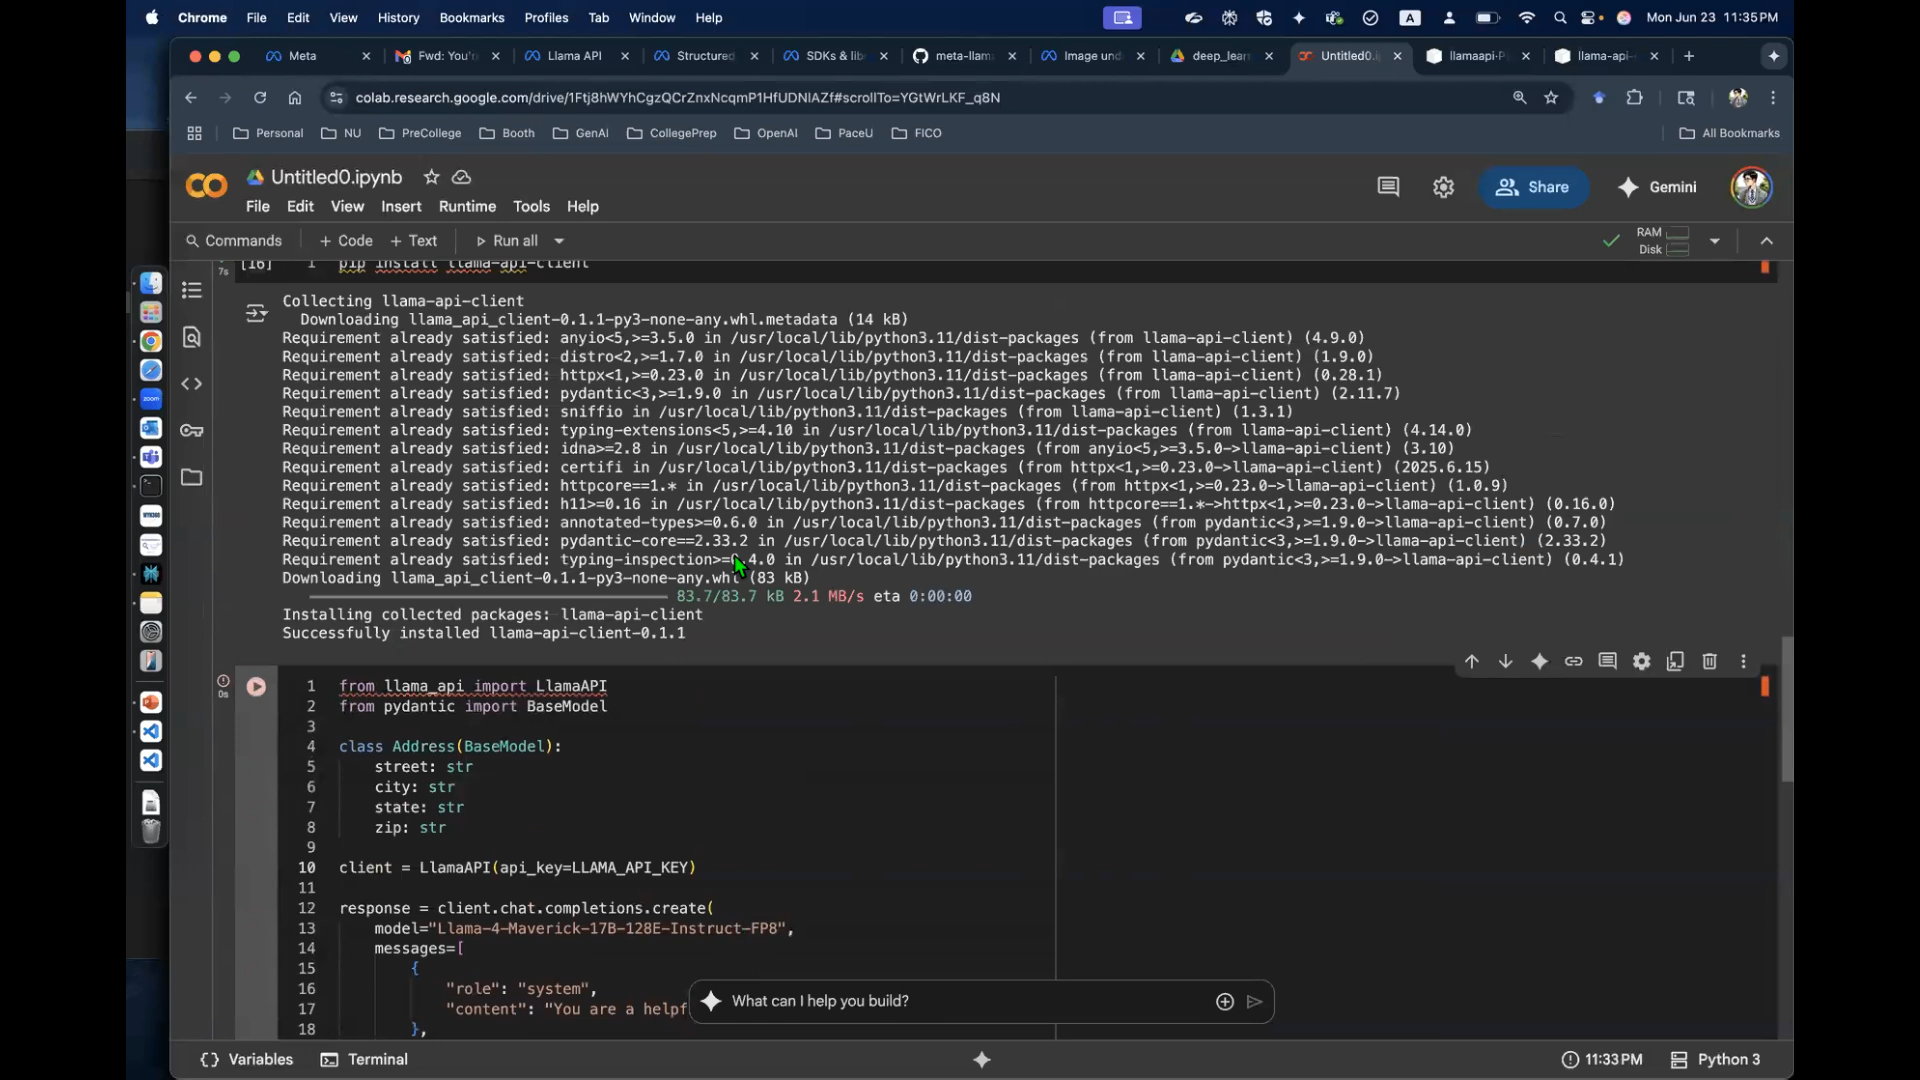 Chrome File Edit View History Bookmarks Profiles Tab Window Help
A
Mon Jun 23 11:35 PM
Meta
Fwd: You'r
Llama API
Structured
SDKs & lib
meta-llam
Image und
deep_learn
Untitled0.i
llamaapi-P
llama-api-
colab.research.google.com/drive/1Ftj8hWYhCgzQCrZnxNcqmP1HfUDNlAZf#scrollTo=YGtWrLKF_q8N
Personal NU PreCollege Booth GenAI CollegePrep OpenAI PaceU FICO All Bookmarks
Untitled0.ipynb
Share
Gemini
File Edit View Insert Runtime Tools Help
Commands + Code + Text Run all
RAM
Disk
7s
[16] 1 pip install llama-api-client
Collecting llama-api-client
Downloading llama_api_client-0.1.1-py3-none-any.whl.metadata (14 kB)
Requirement already satisfied: anyio<5,>=3.5.0 in /usr/local/lib/python3.11/dist-packages (from llama-api-client) (4.9.0)
Requirement already satisfied: distro<2,>=1.7.0 in /usr/local/lib/python3.11/dist-packages (from llama-api-client) (1.9.0)
Requirement already satisfied: httpx<1,>=0.23.0 in /usr/local/lib/python3.11/dist-packages (from llama-api-client) (0.28.1)
Requirement already satisfied: pydantic<3,>=1.9.0 in /usr/local/lib/python3.11/dist-packages (from llama-api-client) (2.11.7)
Requirement already satisfied: sniffio in /usr/local/lib/python3.11/dist-packages (from llama-api-client) (1.3.1)
Requirement already satisfied: typing-extensions<5,>=4.10 in /usr/local/lib/python3.11/dist-packages (from llama-api-client) (4.14.0)
Requirement already satisfied: idna>=2.8 in /usr/local/lib/python3.11/dist-packages (from anyio<5,>=3.5.0->llama-api-client) (3.10)
Requirement already satisfied: certifi in /usr/local/lib/python3.11/dist-packages (from httpx<1,>=0.23.0->llama-api-client) (2025.6.15)
Requirement already satisfied: httpcore==1.* in /usr/local/lib/python3.11/dist-packages (from httpx<1,>=0.23.0->llama-api-client) (1.0.9)
Requirement already satisfied: h11>=0.16 in /usr/local/lib/python3.11/dist-packages (from httpcore==1.*->httpx<1,>=0.23.0->llama-api-client) (0.16.0)
Requirement already satisfied: annotated-types>=0.6.0 in /usr/local/lib/python3.11/dist-packages (from pydantic<3,>=1.9.0->llama-api-client) (0.7.0)
Requirement already satisfied: pydantic-core==2.33.2 in /usr/local/lib/python3.11/dist-packages (from pydantic<3,>=1.9.0->llama-api-client) (2.33.2)
Requirement already satisfied: typing-inspection>=0.4.0 in /usr/local/lib/python3.11/dist-packages (from pydantic<3,>=1.9.0->llama-api-client) (0.4.1)
Downloading llama_api_client-0.1.1-py3-none-any.whl (83 kB)
83.7/83.7 kB 2.1 MB/s eta 0:00:00
Installing collected packages: llama-api-client
Successfully installed llama-api-client-0.1.1
0s
1 from llama_api import LlamaAPI
2 from pydantic import BaseModel
3
4 class Address(BaseModel):
5 street: str
6 city: str
7 state: str
8 zip: str
9
10 client = LlamaAPI(api_key=LLAMA_API_KEY)
11
12 response = client.chat.completions.create(
13 model="Llama-4-Maverick-17B-128E-Instruct-FP8",
14 messages=[
15 {
16 "role": "system",
17 "content": "You are a helpf
18 },
What can I help you build?
Variables Terminal
11:33PM Python 3
zoom